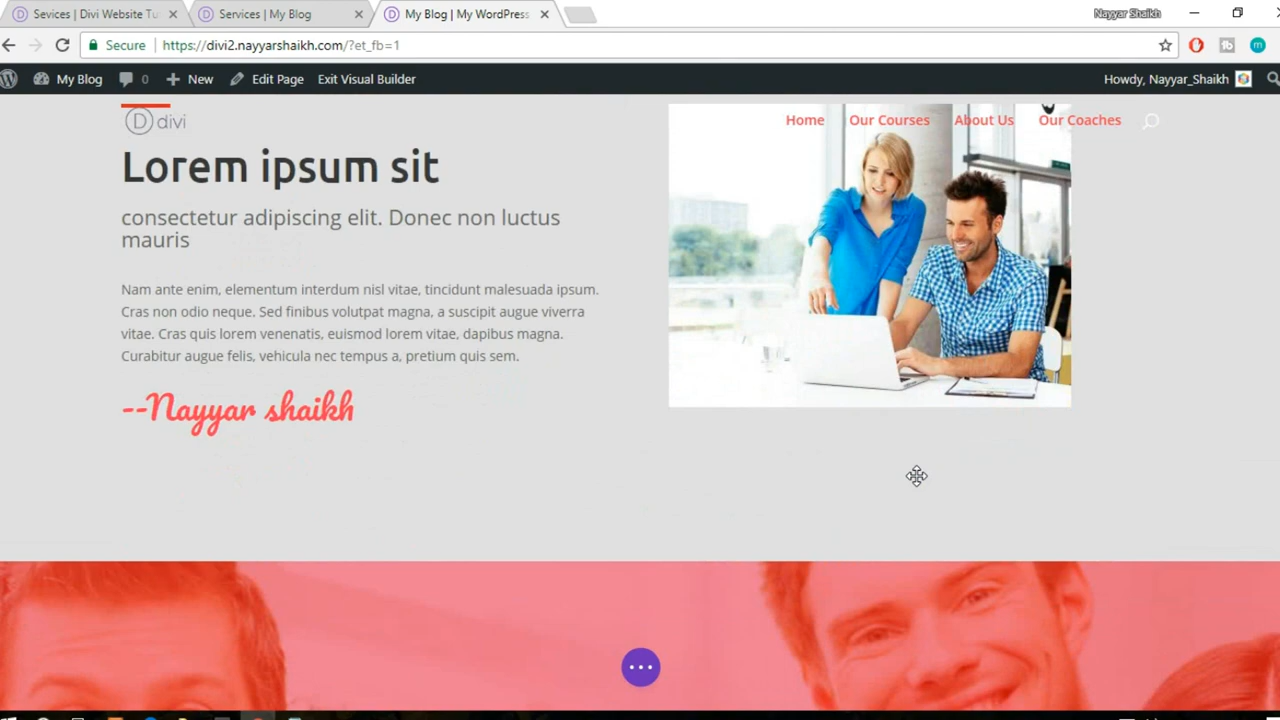 Sevices | Divi Website Tu
Services | My Blog
My Blog | My WordPress
Nayyar Shaikh
Secure
https://divi2.nayyarshaikh.com/?et_fb=1
My Blog
0
New
Edit Page
Exit Visual Builder
Howdy, Nayyar_Shaikh
D divi
Home
Our Courses
About Us
Our Coaches
Lorem ipsum sit
consectetur adipiscing elit. Donec non luctus
mauris
Nam ante enim, elementum interdum nisl vitae, tincidunt malesuada ipsum.
Cras non odio neque. Sed finibus volutpat magna, a suscipit augue viverra
vitae. Cras quis lorem venenatis, euismod lorem vitae, dapibus magna.
Curabitur augue felis, vehicula nec tempus a, pretium quis sem.
--Nayyar shaikh